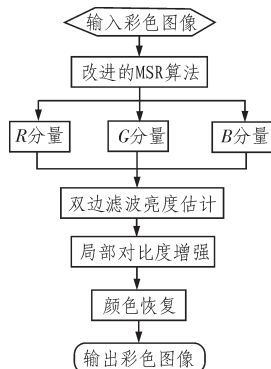 输入彩色图像
改进的MSR算法
R分量 G分量 B分量
双边滤波亮度估计
局部对比度增强
颜色恢复
输出彩色图像